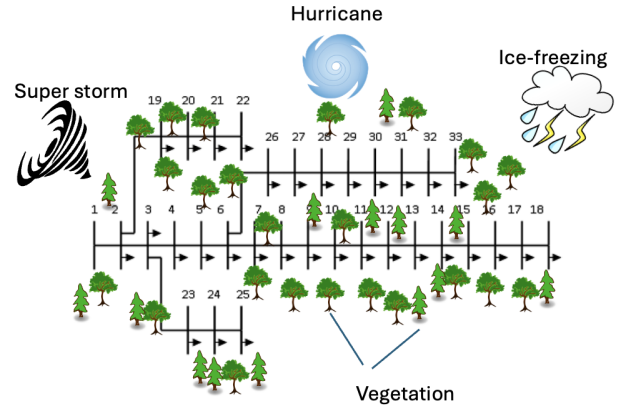 Hurricane
Ice-freezing
Super storm
19 20 21 22
26 27 28 29 30 31 32 33
1 2 3 4 5 6 7 8 9 10 11 12 13 14 15 16 17 18
23 24 25
Vegetation